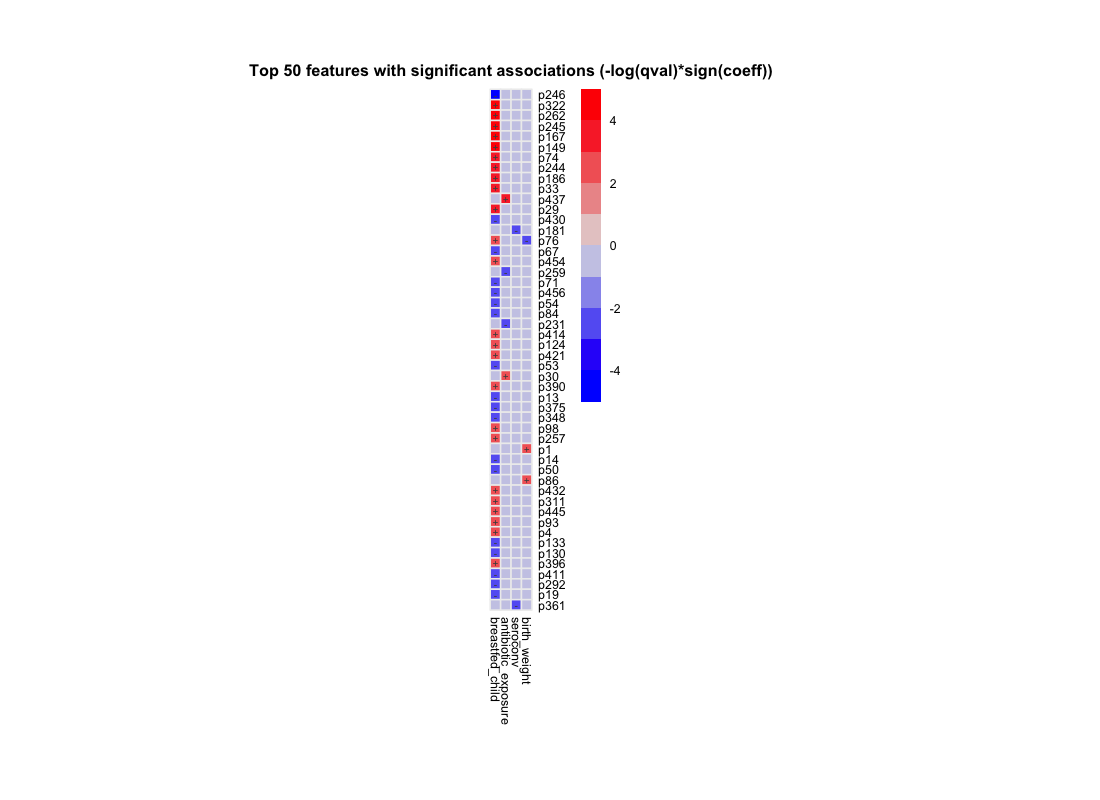 Top 50 features with significant associations (-log(qval)*sign(coeff))
p246
p322
p262
p245
p167
p149
p74
p244
p186
p33
p437
p29
p430
p181
p76
p67
p454
p259
p71
p456
p54
p84
p231
p414
p124
p421
p53
p30
p390
p13
p375
p348
p98
p257
p1
p14
p50
p86
p432
p311
p445
p93
p4
p133
p130
p396
p411
p292
p19
p361
4
2
0
-2
-4
breastfed_child
antibiotic_exposure
seroconv
birth_weight